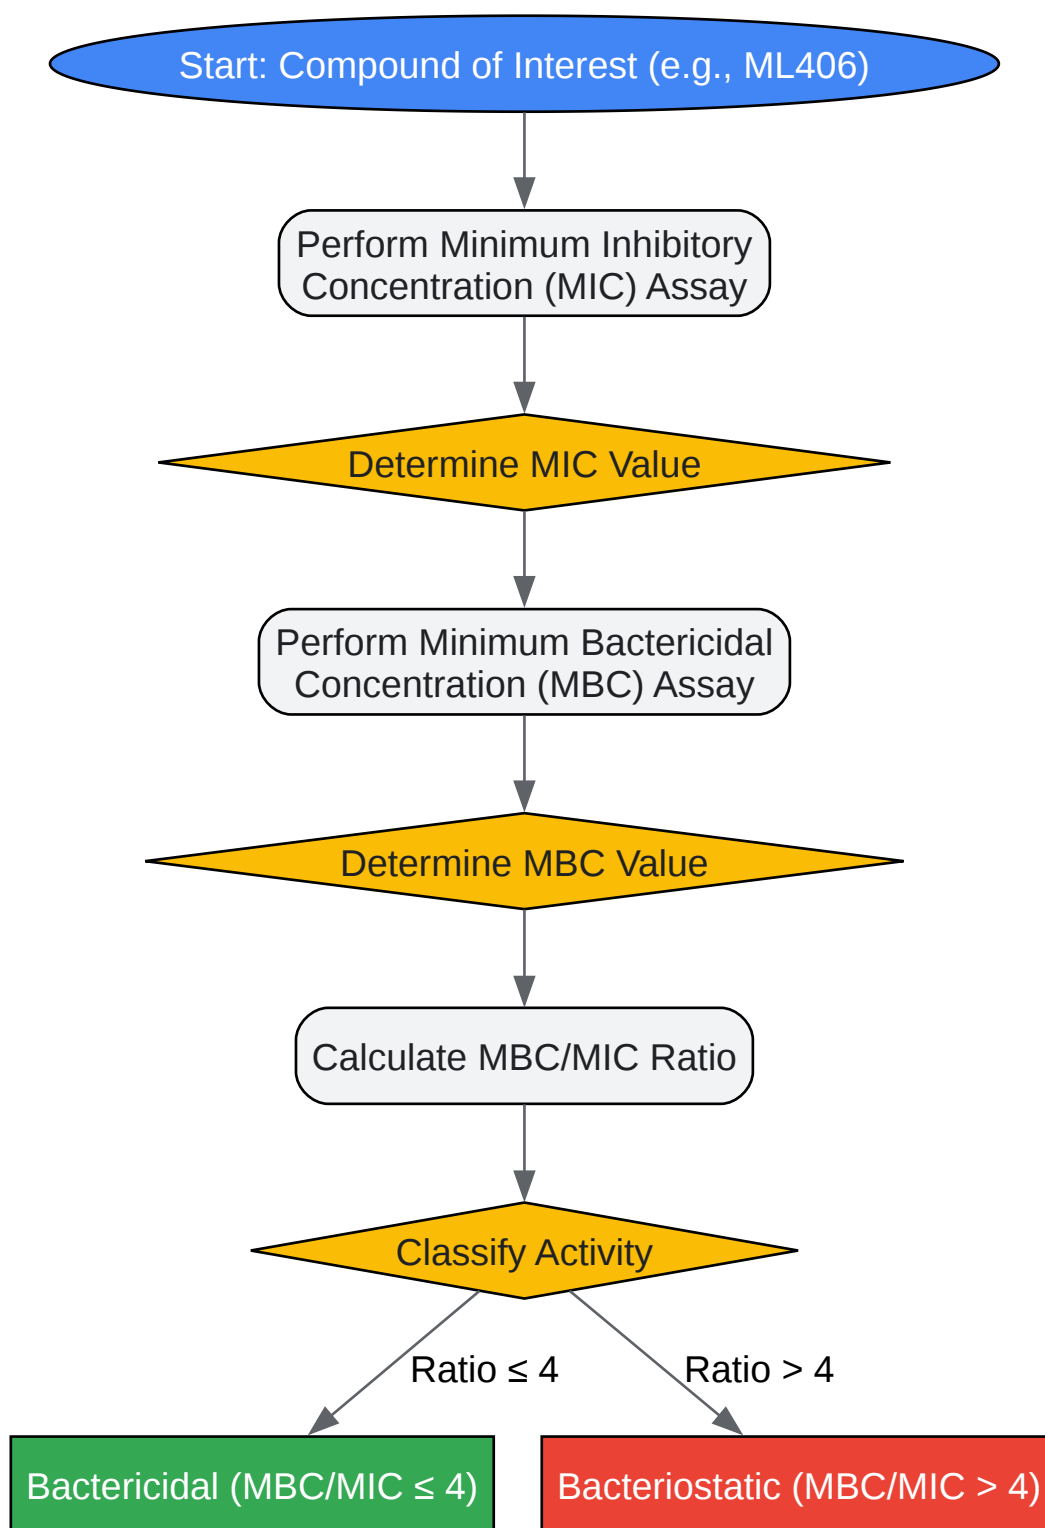 Start: Compound of Interest (e.g., ML406)
Perform Minimum Inhibitory
Concentration (MIC) Assay
Determine MIC Value
Perform Minimum Bactericidal
Concentration (MBC) Assay
Determine MBC Value
Calculate MBC/MIC Ratio
Classify Activity
Ratio ≤ 4
Ratio > 4
Bactericidal (MBC/MIC ≤ 4)
Bacteriostatic (MBC/MIC > 4)